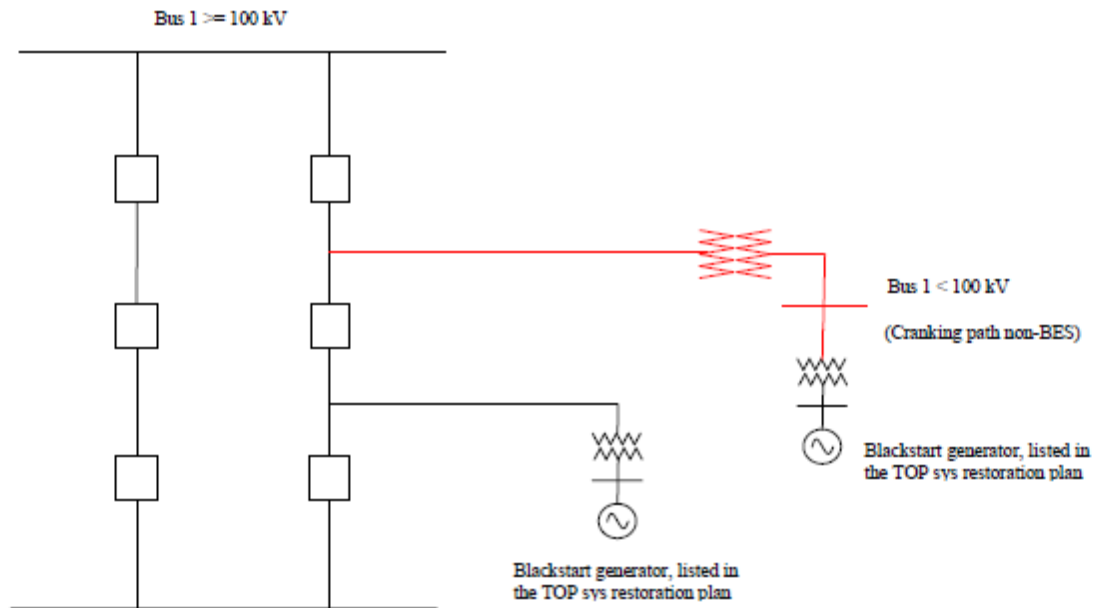 Bus 1 >= 100 kV
Bus 1 < 100 kV
(Cranking path non-BES)
Blackstart generator, listed in
the TOP sys restoration plan
Blackstart generator, listed in
the TOP sys restoration plan